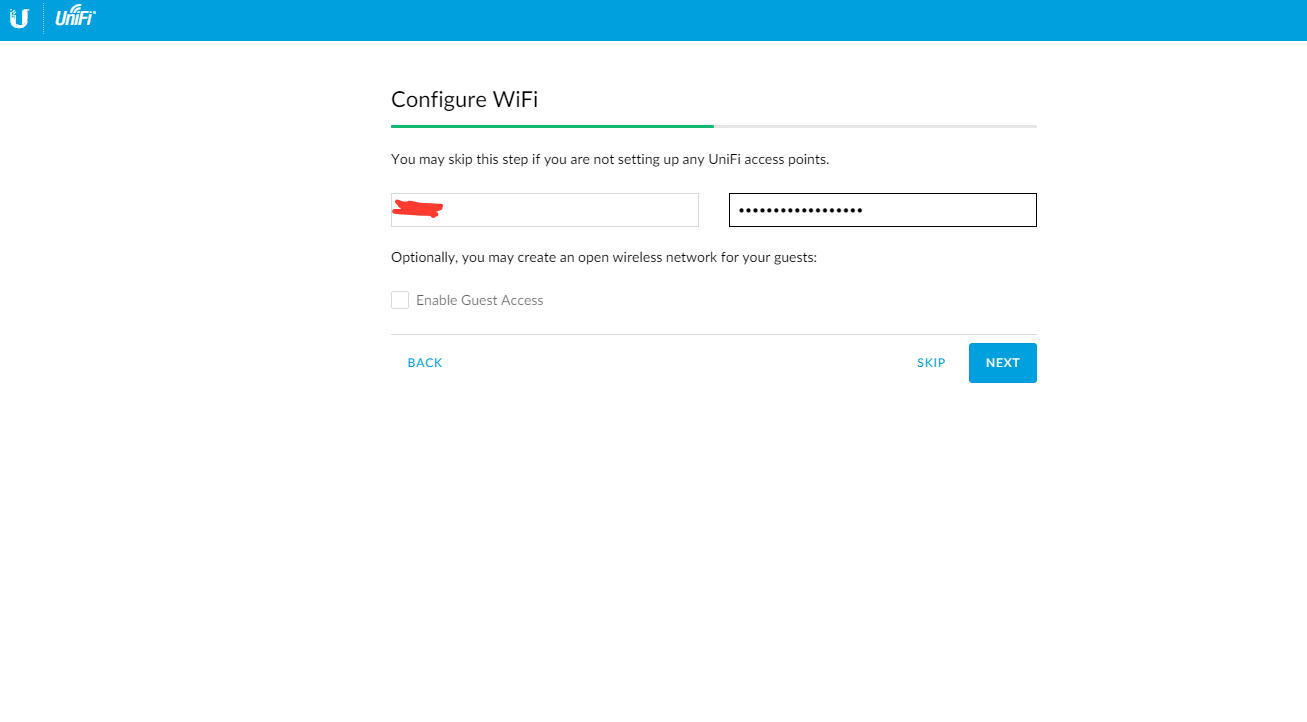 UniFi
Configure WiFi
You may skip this step if you are not setting up any UniFi access points.
••••••••••••••••••
Optionally, you may create an open wireless network for your guests:
Enable Guest Access
BACK SKIP NEXT